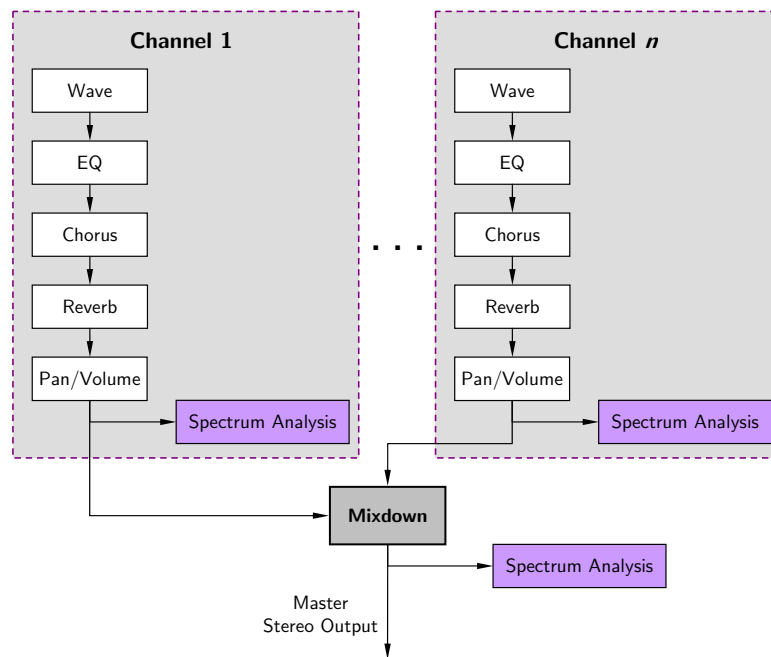 Channel 1
Wave
EQ
Chorus
Reverb
Pan/Volume
Spectrum Analysis
. . .
Channel n
Wave
EQ
Chorus
Reverb
Pan/Volume
Spectrum Analysis
Mixdown
Spectrum Analysis
Master
Stereo Output